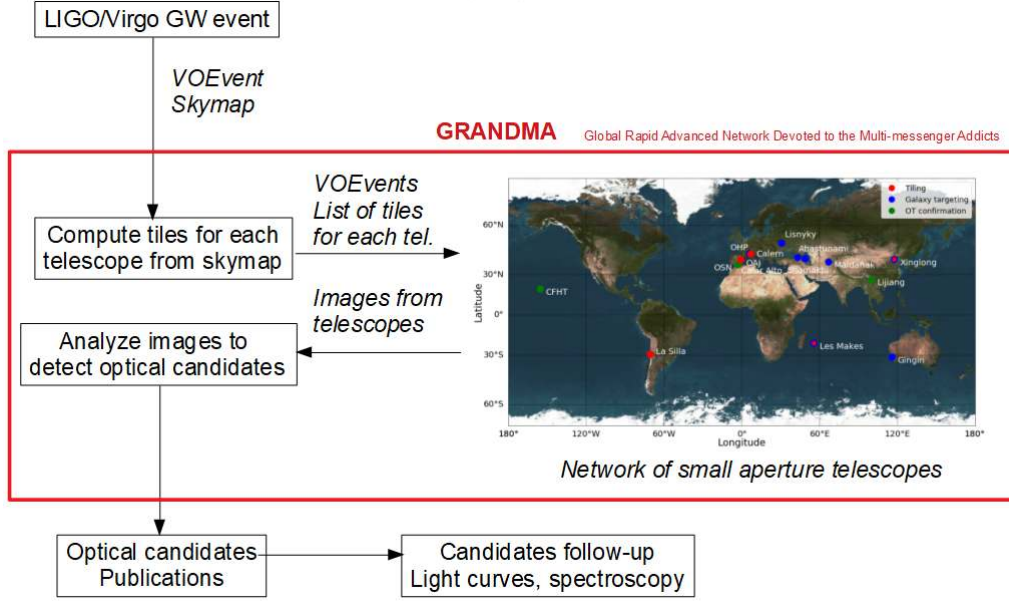 LIGO/Virgo GW event
VOEvent
Skymap
GRANDMA
Global Rapid Advanced Network Devoted to the Multi-messenger Addicts
Compute tiles for each
telescope from skymap
VOEvents
List of tiles
for each tel.
Images from
telescopes
Analyze images to
detect optical candidates
Tiling
Galaxy targeting
OT confirmation
Latitude
60°N
30°N
0°
30°S
60°S
Lisnyky
OHP
Calern
Abastunami
OAJ
OSN
Calar Alto
Maidanak
Xinglong
Lijiang
CFHT
La Silla
Les Makes
Gingin
180°
120°W
60°W
0°
60°E
120°E
180°
Longitude
Network of small aperture telescopes
Optical candidates
Publications
Candidates follow-up
Light curves, spectroscopy